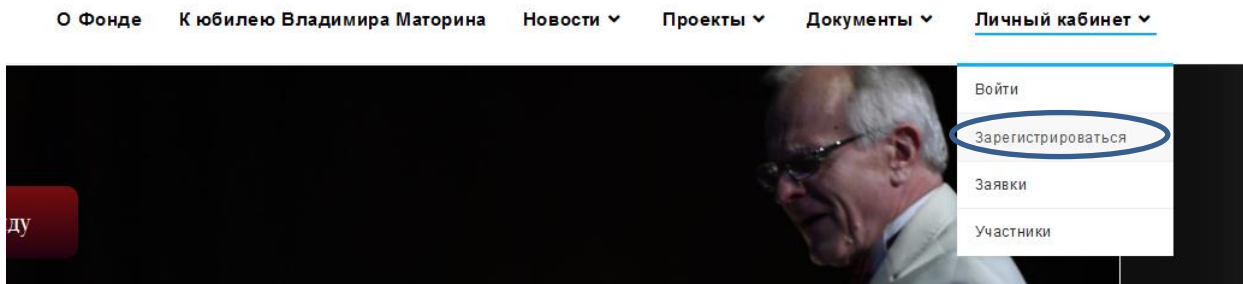 О Фонде К юбилею Владимира Маторина Новости Проекты Документы Личный кабинет
Войти
Зарегистрироваться
Заявки
ду
Участники